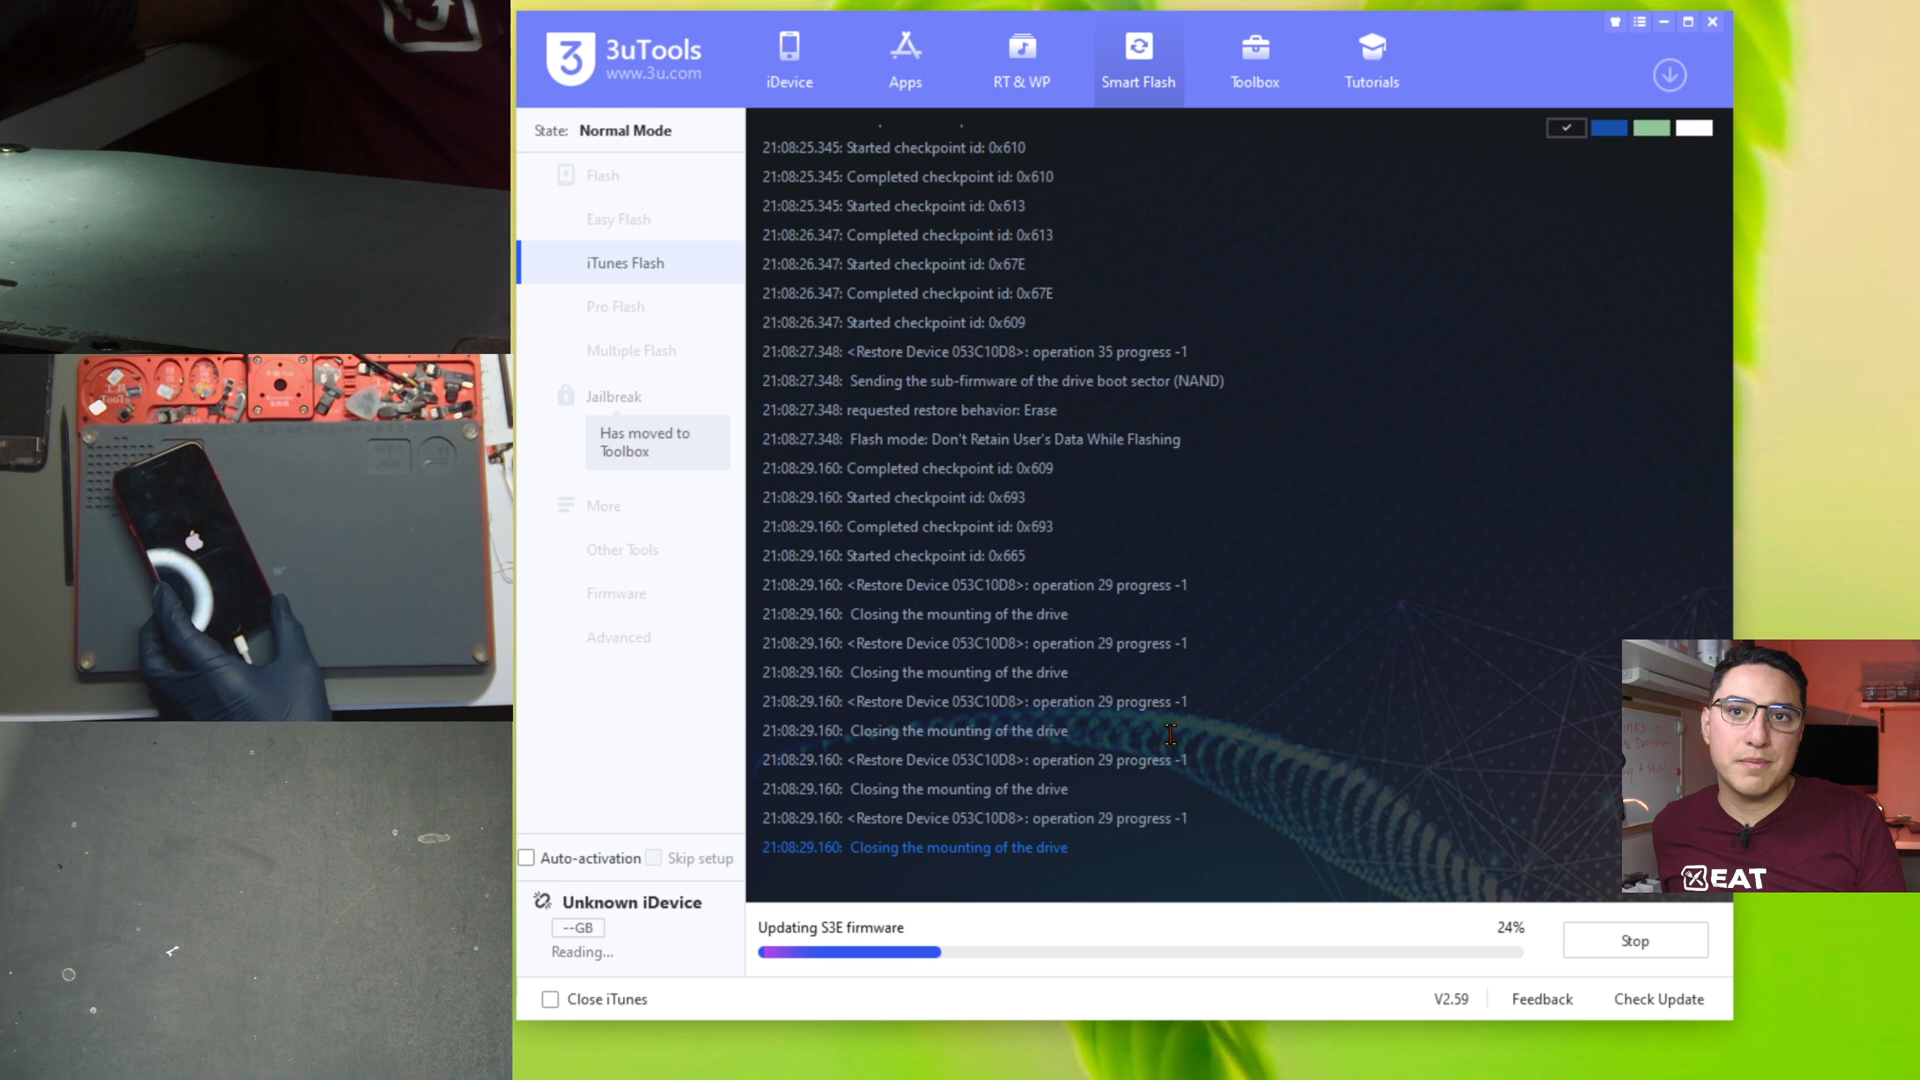 3uTools
www.3u.com
iDevice
Apps
RT & WP
Smart Flash
Toolbox
Tutorials
State: Normal Mode
Flash
Easy Flash
iTunes Flash
Pro Flash
Multiple Flash
Jailbreak
Has moved to
Toolbox
More
Other Tools
Firmware
Advanced
Auto-activation
Skip setup
Unknown iDevice
--GB
Reading...
21:08:25.345: Started checkpoint id: 0x610
21:08:25.345: Completed checkpoint id: 0x610
21:08:25.345: Started checkpoint id: 0x613
21:08:26.347: Completed checkpoint id: 0x613
21:08:26.347: Started checkpoint id: 0x67E
21:08:26.347: Completed checkpoint id: 0x67E
21:08:26.347: Started checkpoint id: 0x609
21:08:27.348: <Restore Device 053C10D8>: operation 35 progress -1
21:08:27.348: Sending the sub-firmware of the drive boot sector (NAND)
21:08:27.348: requested restore behavior: Erase
21:08:27.348: Flash mode: Don't Retain User's Data While Flashing
21:08:29.160: Completed checkpoint id: 0x609
21:08:29.160: Started checkpoint id: 0x693
21:08:29.160: Completed checkpoint id: 0x693
21:08:29.160: Started checkpoint id: 0x665
21:08:29.160: <Restore Device 053C10D8>: operation 29 progress -1
21:08:29.160: Closing the mounting of the drive
21:08:29.160: <Restore Device 053C10D8>: operation 29 progress -1
21:08:29.160: Closing the mounting of the drive
21:08:29.160: <Restore Device 053C10D8>: operation 29 progress -1
21:08:29.160: Closing the mounting of the drive
21:08:29.160: <Restore Device 053C10D8>: operation 29 progress -1
21:08:29.160: Closing the mounting of the drive
21:08:29.160: <Restore Device 053C10D8>: operation 29 progress -1
21:08:29.160: Closing the mounting of the drive
Updating S3E firmware
24%
Stop
Close iTunes
V2.59
Feedback
Check Update
EAT